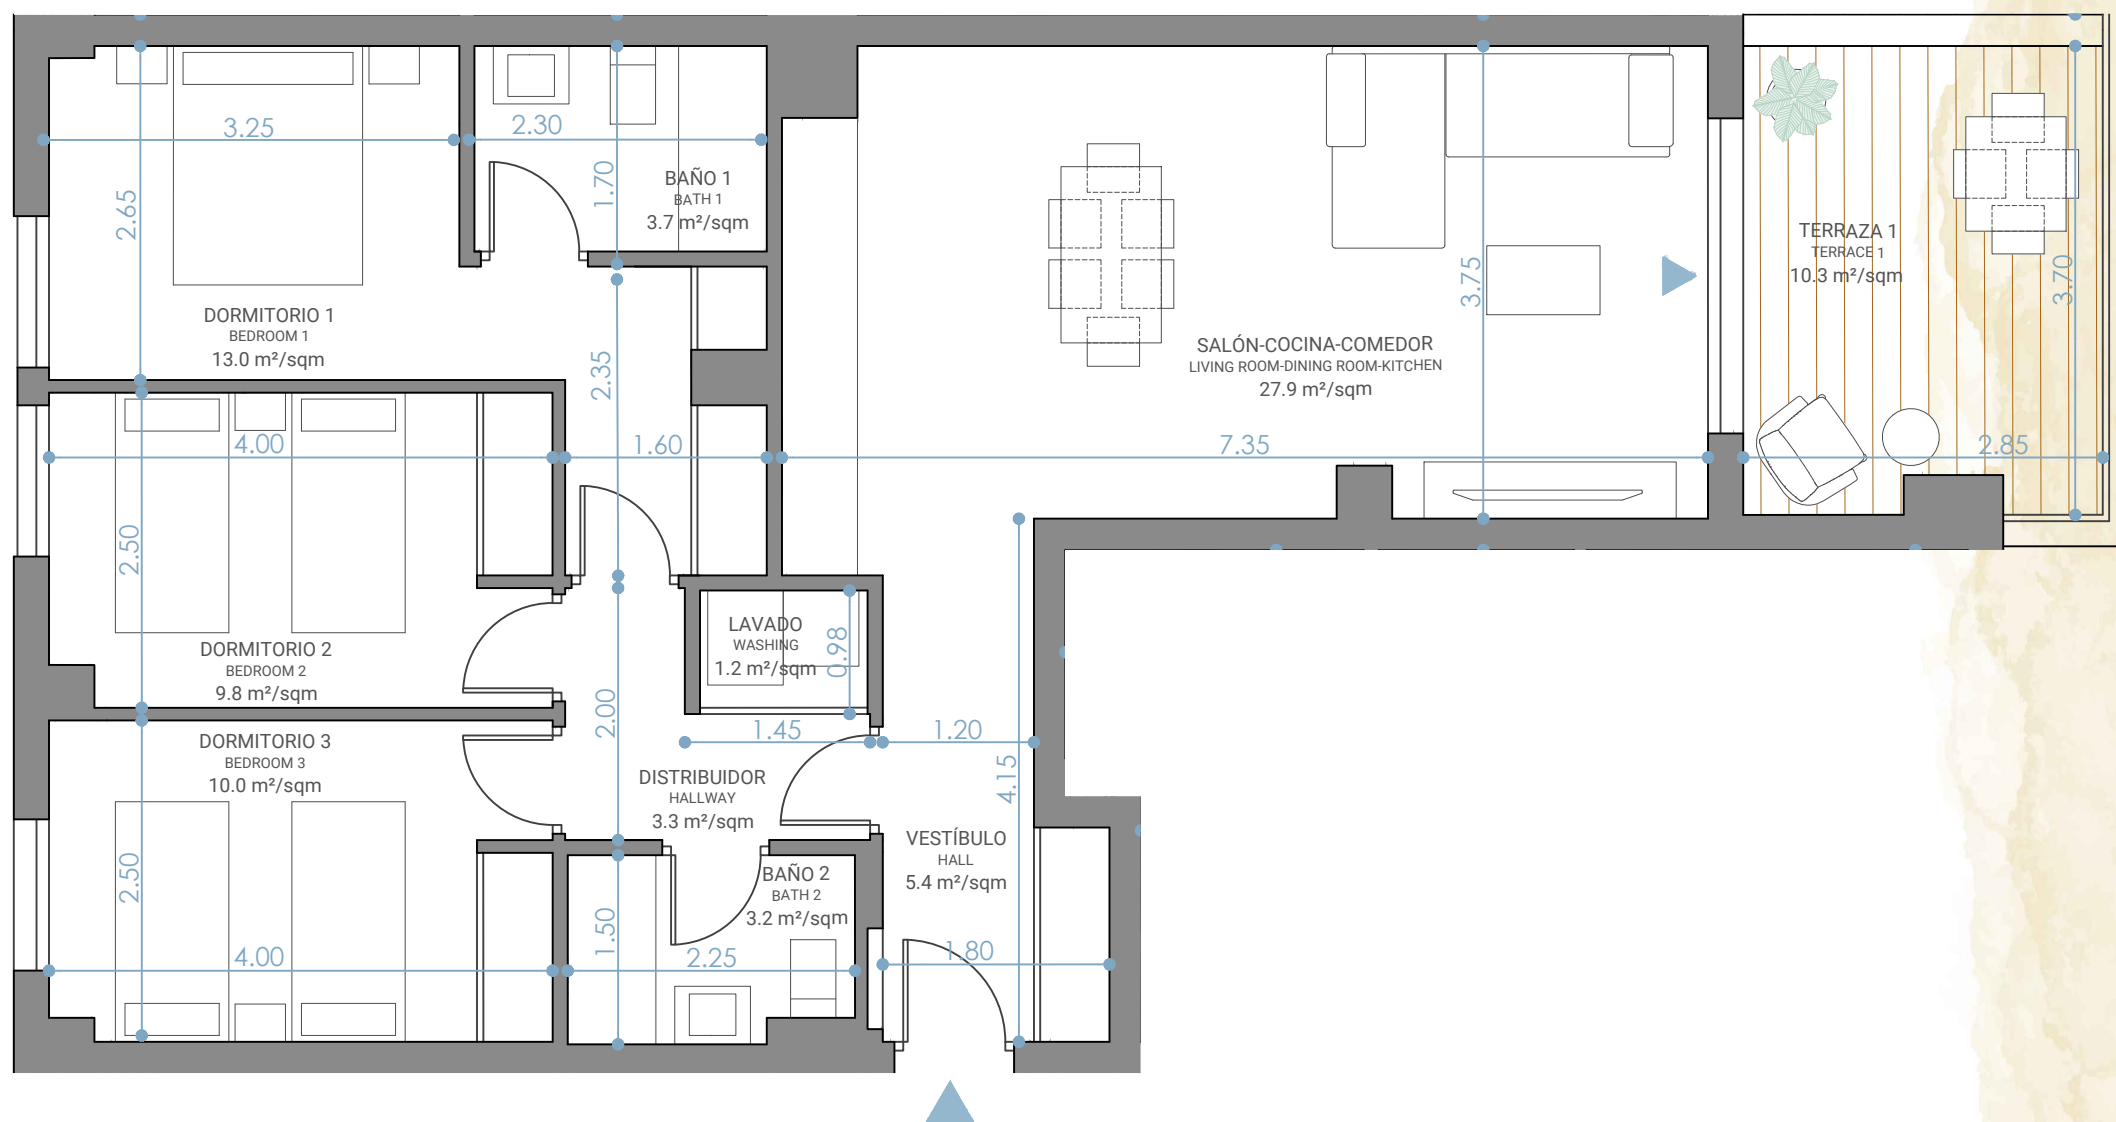 3.25
2.30
2.65
1.70
BAÑO 1
BATH 1
3.7 m²/sqm
DORMITORIO 1
BEDROOM 1
13.0 m²/sqm
2.35
3.75
SALÓN-COCINA-COMEDOR
LIVING ROOM-DINING ROOM-KITCHEN
27.9 m²/sqm
TERRAZA 1
TERRACE 1
10.3 m²/sqm
3.70
4.00
1.60
7.35
2.85
2.50
DORMITORIO 2
BEDROOM 2
9.8 m²/sqm
LAVADO
WASHING
1.2 m²/sqm
0.98
2.00
1.45
1.20
DORMITORIO 3
BEDROOM 3
10.0 m²/sqm
DISTRIBUIDOR
HALLWAY
3.3 m²/sqm
4.15
VESTÍBULO
HALL
5.4 m²/sqm
2.50
BAÑO 2
BATH 2
3.2 m²/sqm
1.50
4.00
2.25
1.80